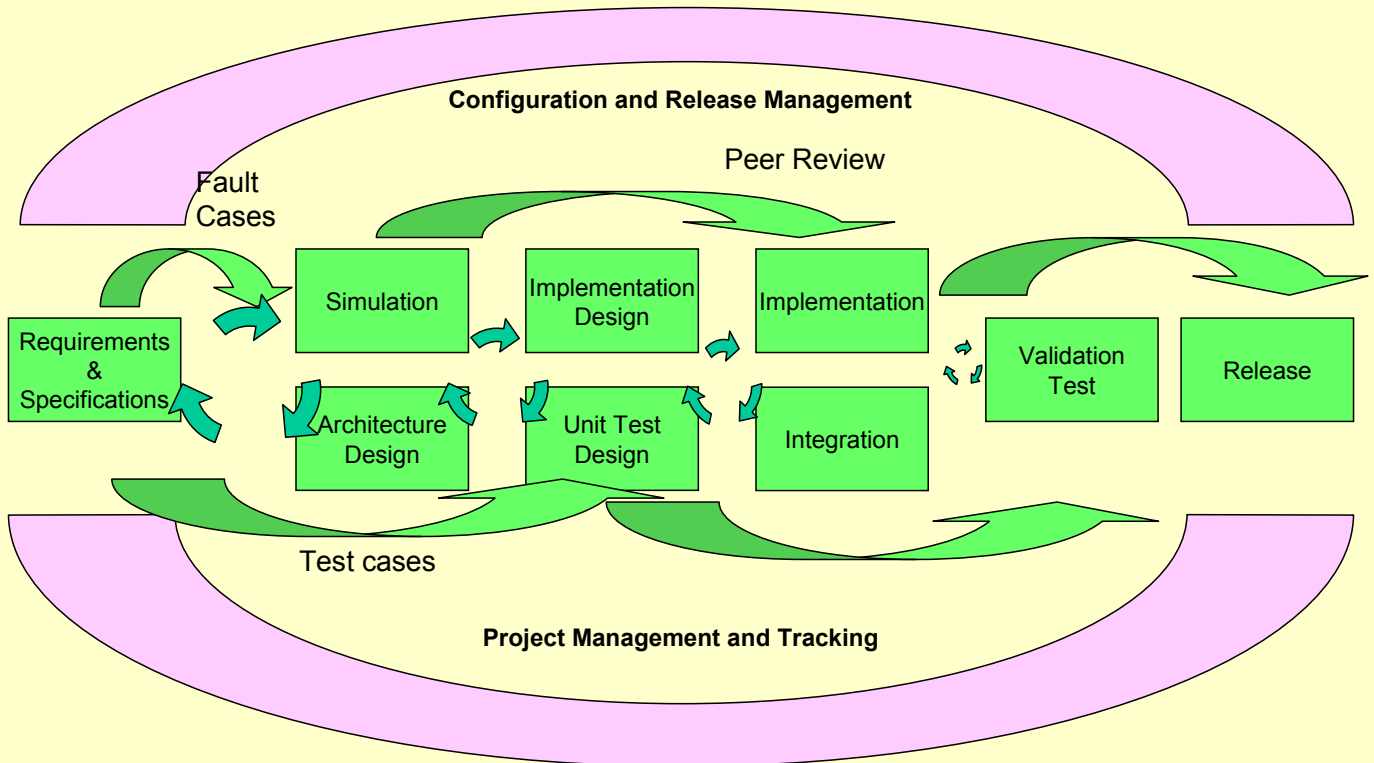 Configuration and Release Management
Peer Review
Fault
Cases
Simulation
Implementation
Design
Implementation
Requirements
&
Specifications
Validation
Test
Release
Architecture
Design
Unit Test
Design
Integration
Test cases
Project Management and Tracking